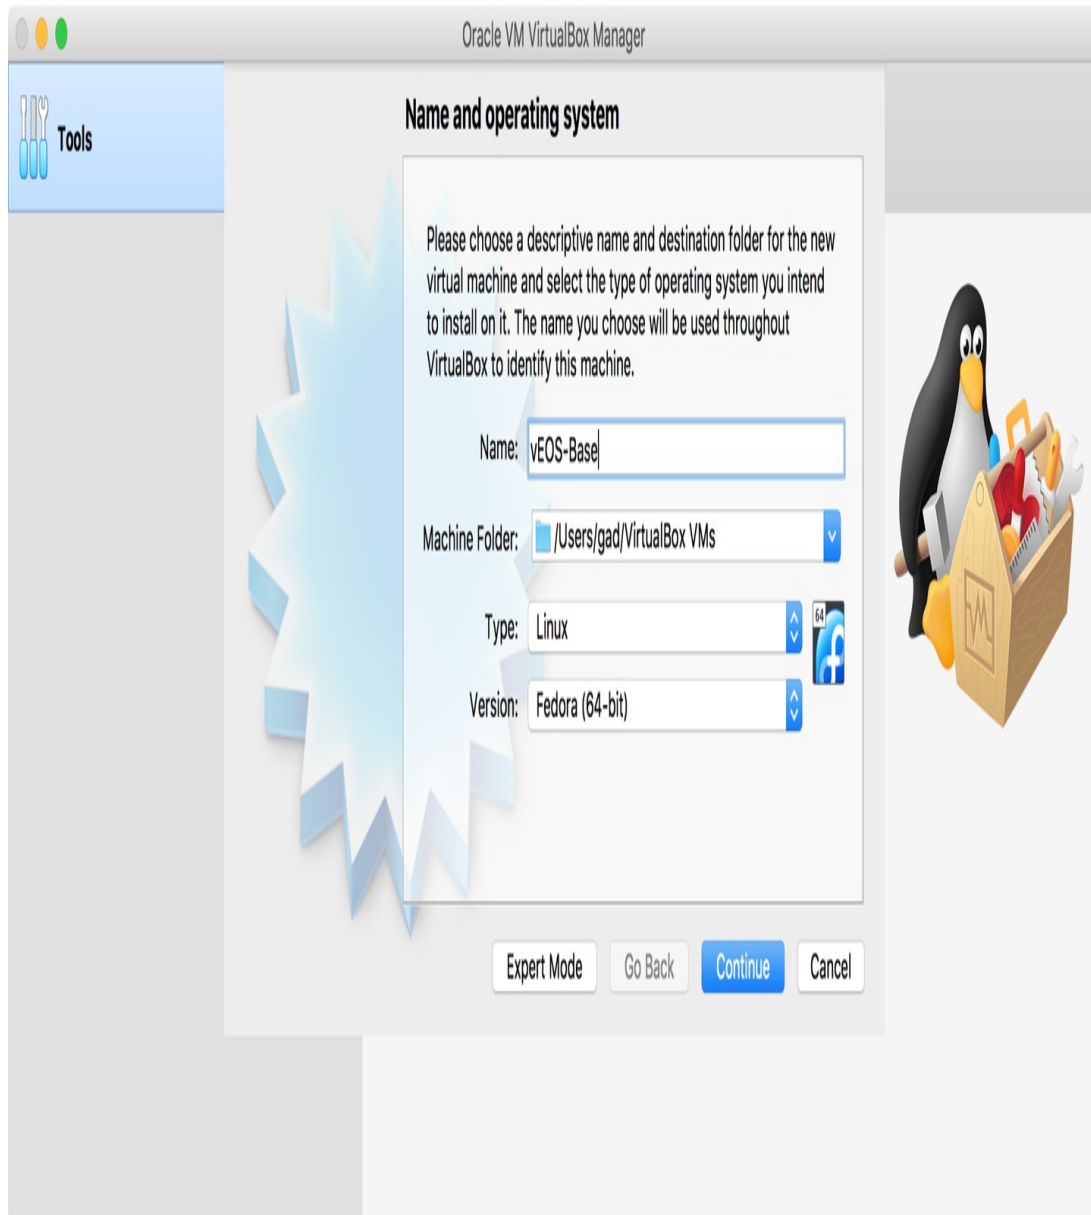 Oracle VM VirtualBox Manager
Tools
Name and operating system
Please choose a descriptive name and destination folder for the new
virtual machine and select the type of operating system you intend
to install on it. The name you choose will be used throughout
VirtualBox to identify this machine.
Name: vEOS-Base
Machine Folder: /Users/gad/VirtualBox VMs
Type: Linux
64
Version: Fedora (64-bit)
Expert Mode Go Back Continue Cancel